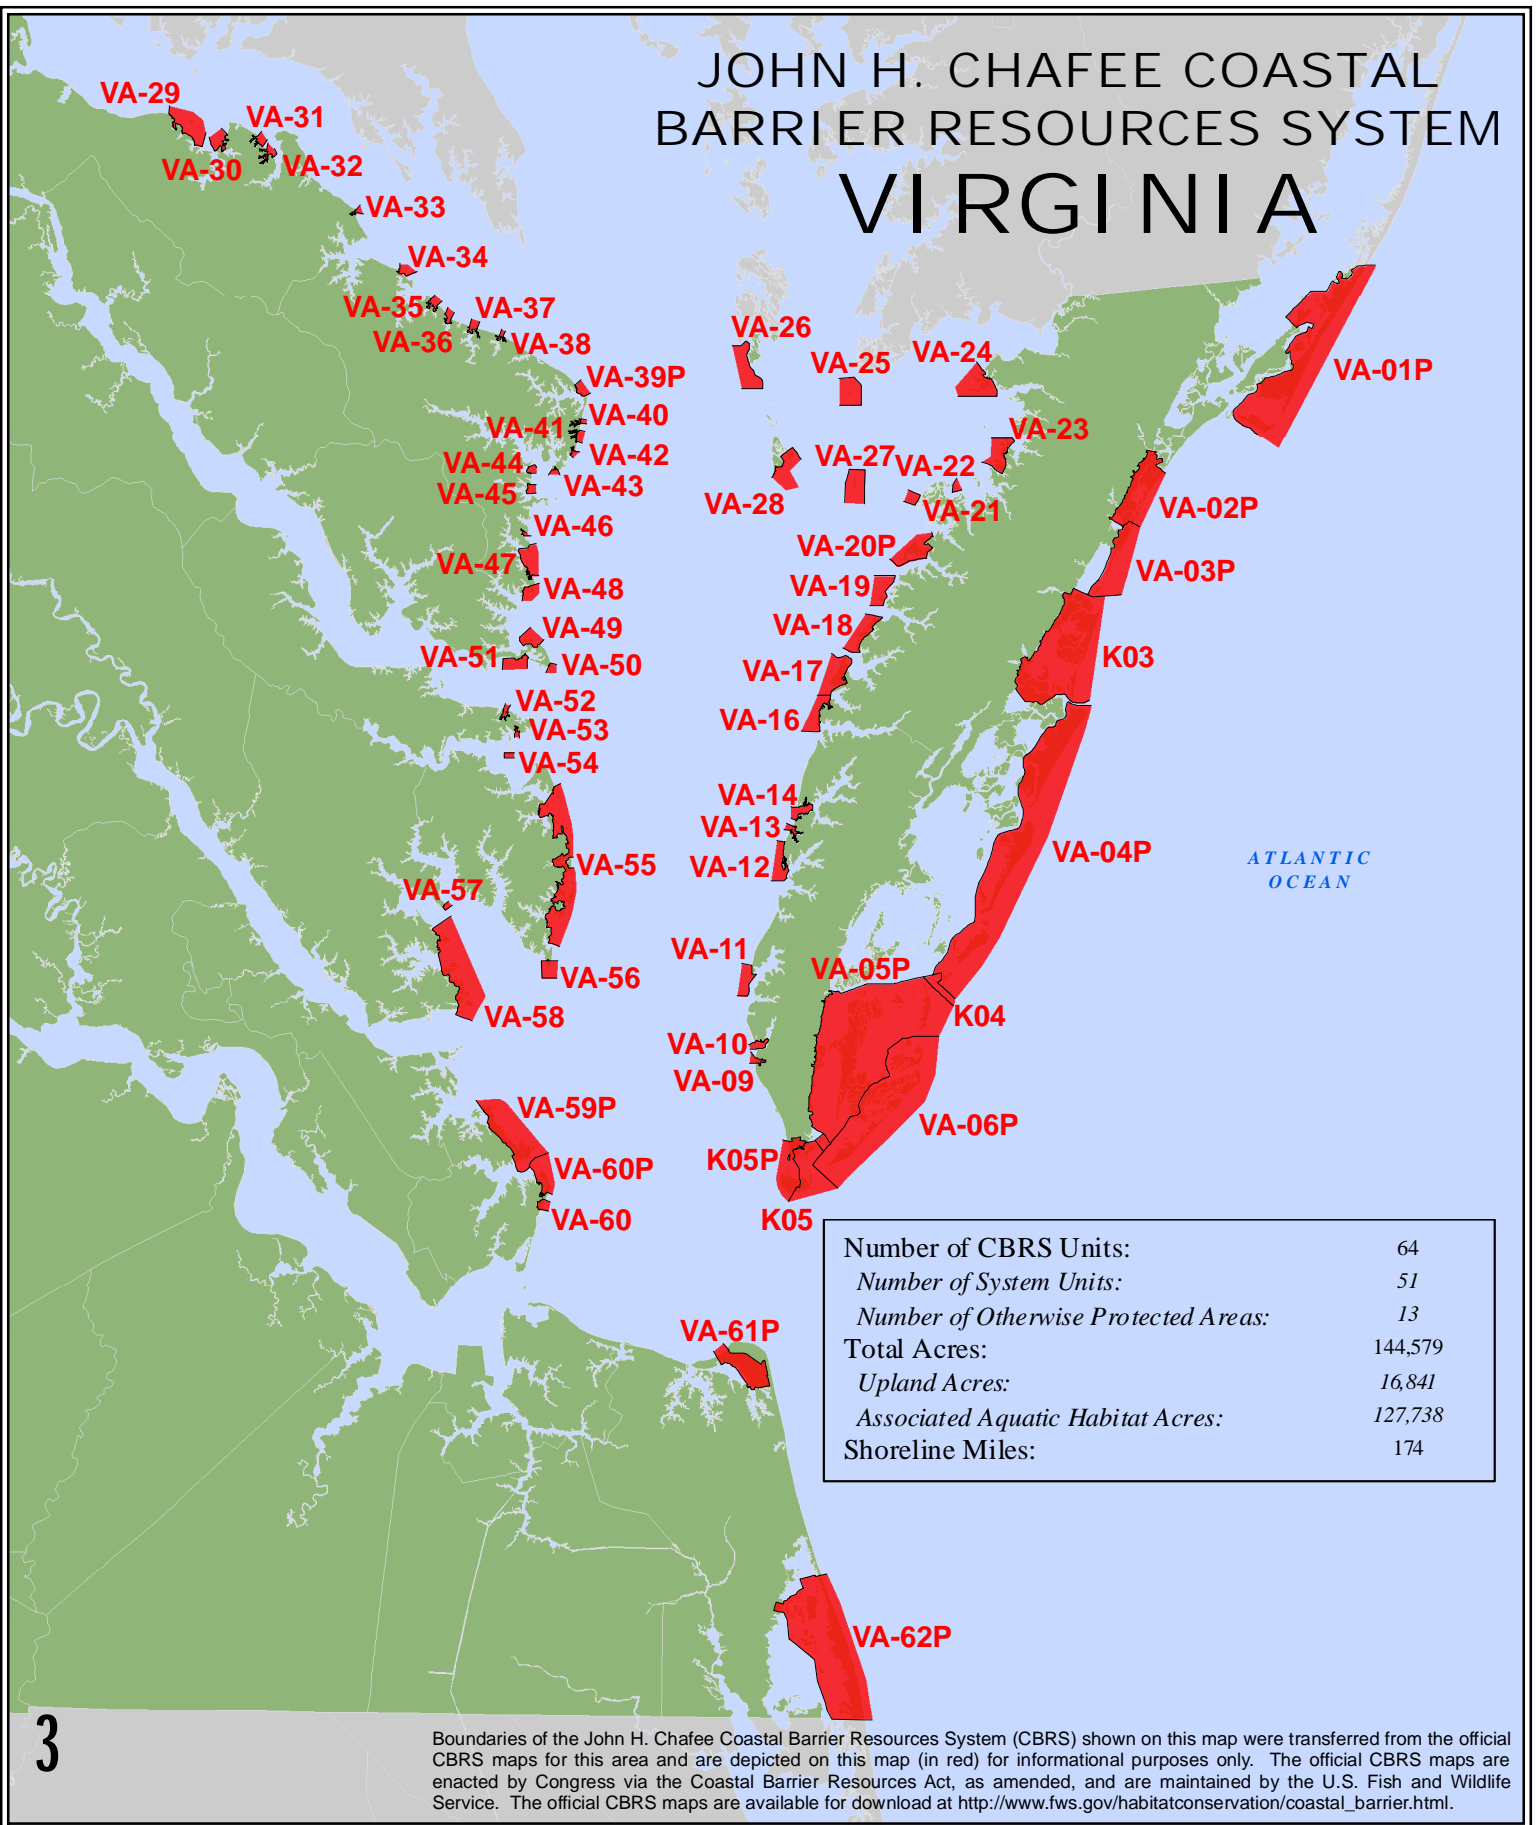 JOHN H. CHAFEE COASTAL
BARRIER RESOURCES SYSTEM
VIRGINIA
VA-29
VA-31
VA-30
VA-32
VA-33
VA-34
VA-35
VA-37
VA-36
VA-38
VA-39P
VA-40
VA-41
VA-42
VA-44
VA-43
VA-45
VA-46
VA-47
VA-48
VA-49
VA-51
VA-50
VA-52
VA-53
VA-54
VA-55
VA-57
VA-56
VA-58
VA-59P
VA-60P
VA-60
VA-26
VA-25
VA-24
VA-01P
VA-23
VA-27
VA-22
VA-28
VA-21
VA-02P
VA-20P
VA-03P
VA-19
VA-18
K03
VA-17
VA-16
VA-14
VA-13
VA-12
VA-04P
ATLANTIC
OCEAN
VA-11
VA-05P
K04
VA-10
VA-09
VA-06P
K05P
K05
Number of CBRS Units: 64
Number of System Units: 51
Number of Otherwise Protected Areas: 13
Total Acres: 144,579
Upland Acres: 16,841
Associated Aquatic Habitat Acres: 127,738
Shoreline Miles: 174
VA-61P
VA-62P
3
Boundaries of the John H. Chafee Coastal Barrier Resources System (CBRS) shown on this map were transferred from the official
CBRS maps for this area and are depicted on this map (in red) for informational purposes only. The official CBRS maps are
enacted by Congress via the Coastal Barrier Resources Act, as amended, and are maintained by the U.S. Fish and Wildlife
Service. The official CBRS maps are available for download at http://www.fws.gov/habitatconservation/coastal_barrier.html.